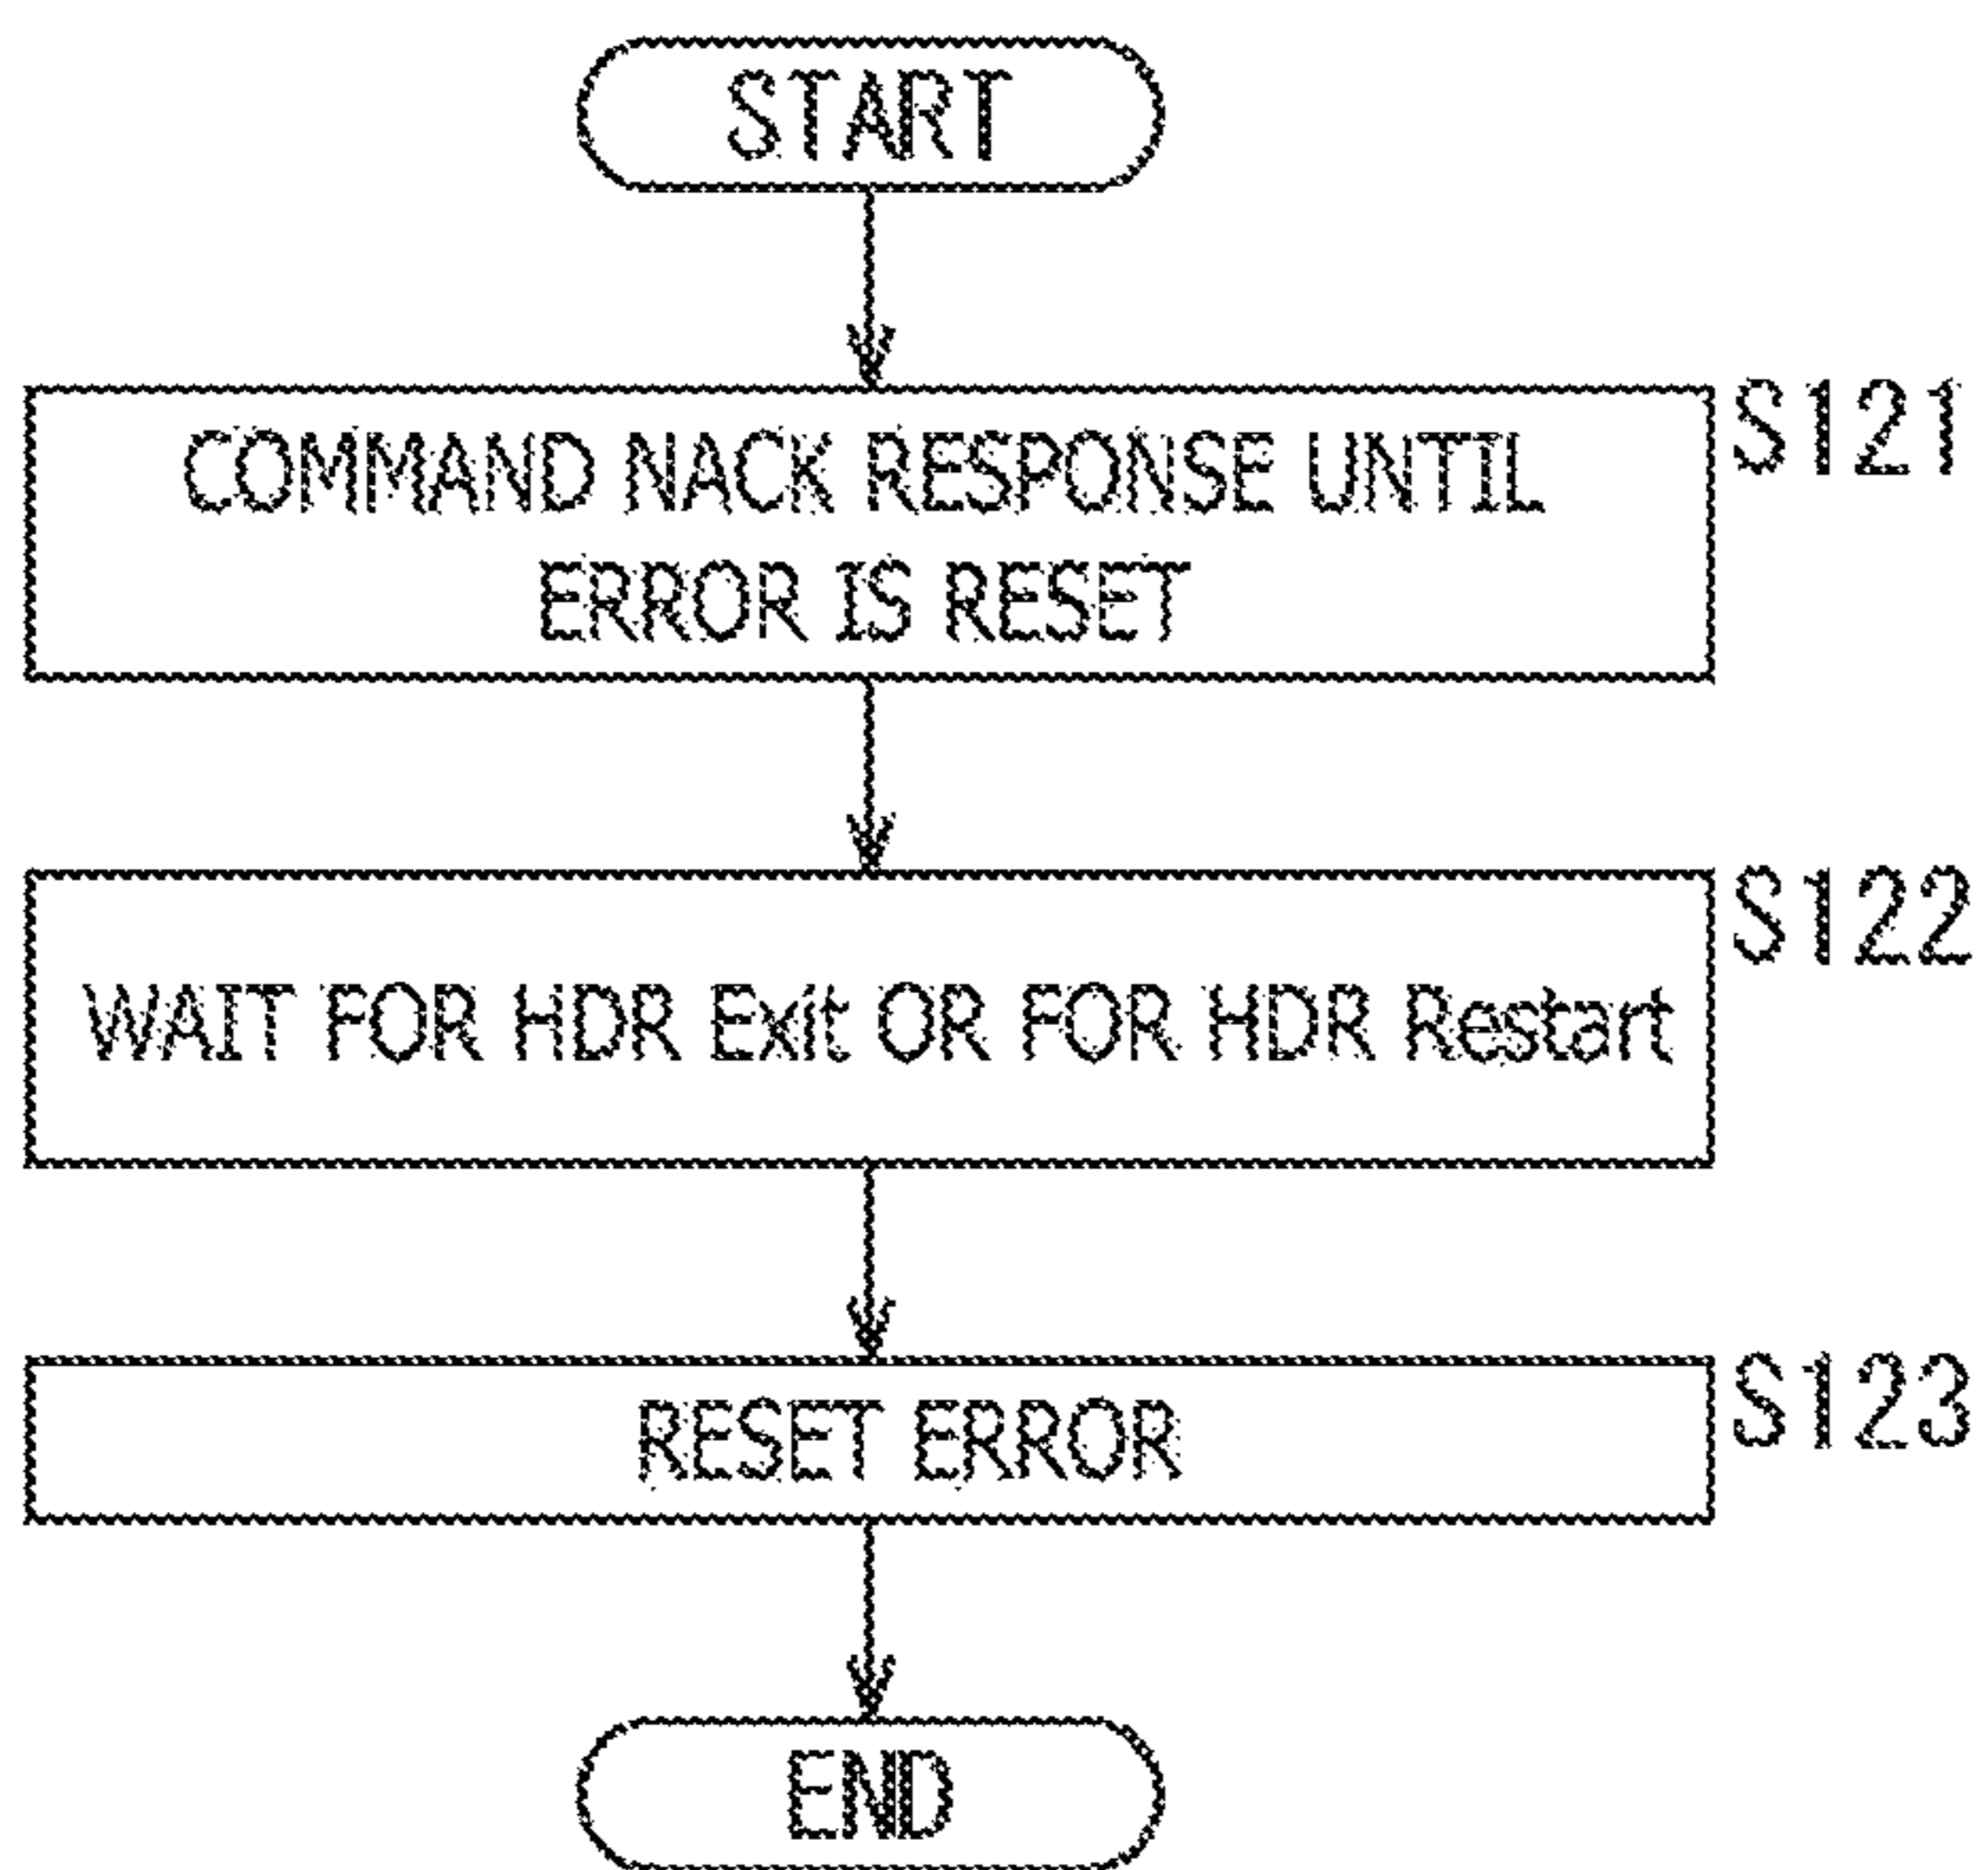 START
S121
COMMAND NACK RESPONSE UNTIL
ERROR IS RESET
S122
WAIT FOR HDR Exit OR FOR HDR Restart
S123
RESET ERROR
END